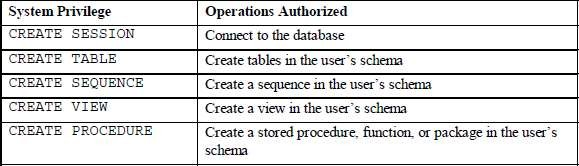 System Privilege Operations Authorized
CREATE SESSION Connect to the database
CREATE TABLE Create tables in the user's schema
CREATE SEQUENCE Create a sequence in the user's schema
CREATE VIEW Create a view in the user's schema
CREATE PROCEDURE Create a stored procedure, function, or package in the user's
schema